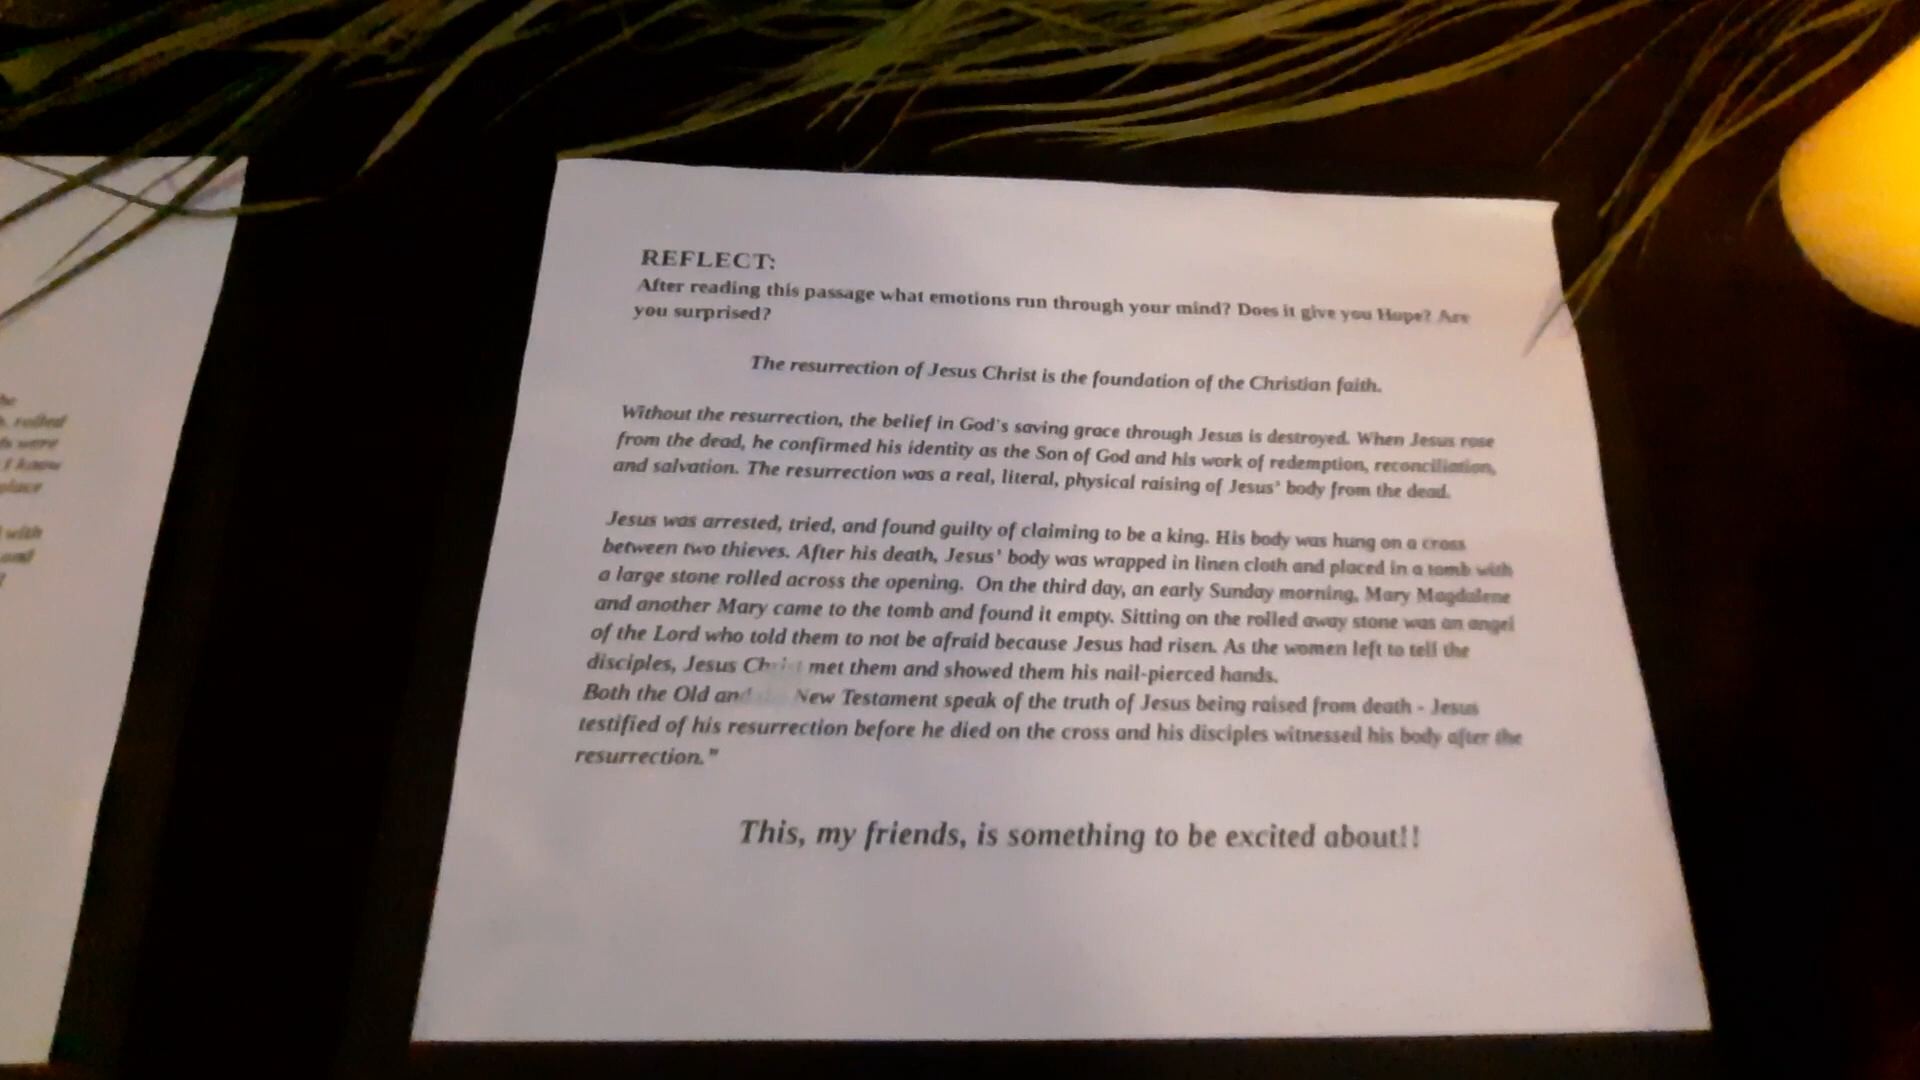 he
rolled
were
I know
place
with
and
REFLECT:
After reading this passage what emotions run through your mind? Does it give you Hope? Are
you surprised?
The resurrection of Jesus Christ is the foundation of the Christian faith.
Without the resurrection, the belief in God's saving grace through Jesus is destroyed. When Jesus rose
from the dead, he confirmed his identity as the Son of God and his work of redemption, reconciliation,
and salvation. The resurrection was a real, literal, physical raising of Jesus' body from the dead.
Jesus was arrested, tried, and found guilty of claiming to be a king. His body was hung on a cross
between two thieves. After his death, Jesus' body was wrapped in linen cloth and placed in a tomb with
a large stone rolled across the opening. On the third day, an early Sunday morning, Mary Magdalene
and another Mary came to the tomb and found it empty. Sitting on the rolled away stone was an angel
of the Lord who told them to not be afraid because Jesus had risen. As the women left to tell the
disciples, Jesus Christ met them and showed them his nail-pierced hands.
Both the Old and the New Testament speak of the truth of Jesus being raised from death - Jesus
testified of his resurrection before he died on the cross and his disciples witnessed his body after the
resurrection."
This, my friends, is something to be excited about!!